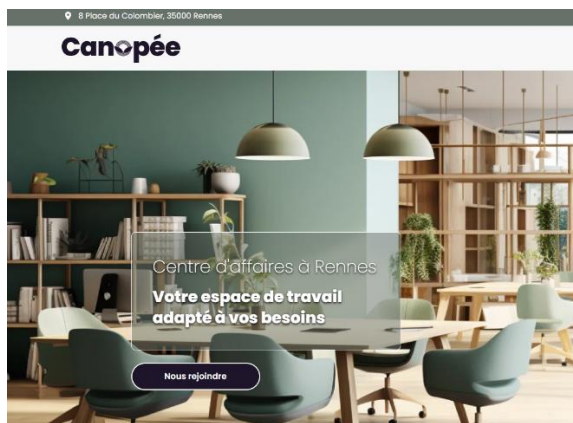 8 Place du Colombier, 35000 Rennes
Canopée
Centre d'affaires à Rennes
Votre espace de travail
adapté à vos besoins
Nous rejoindre